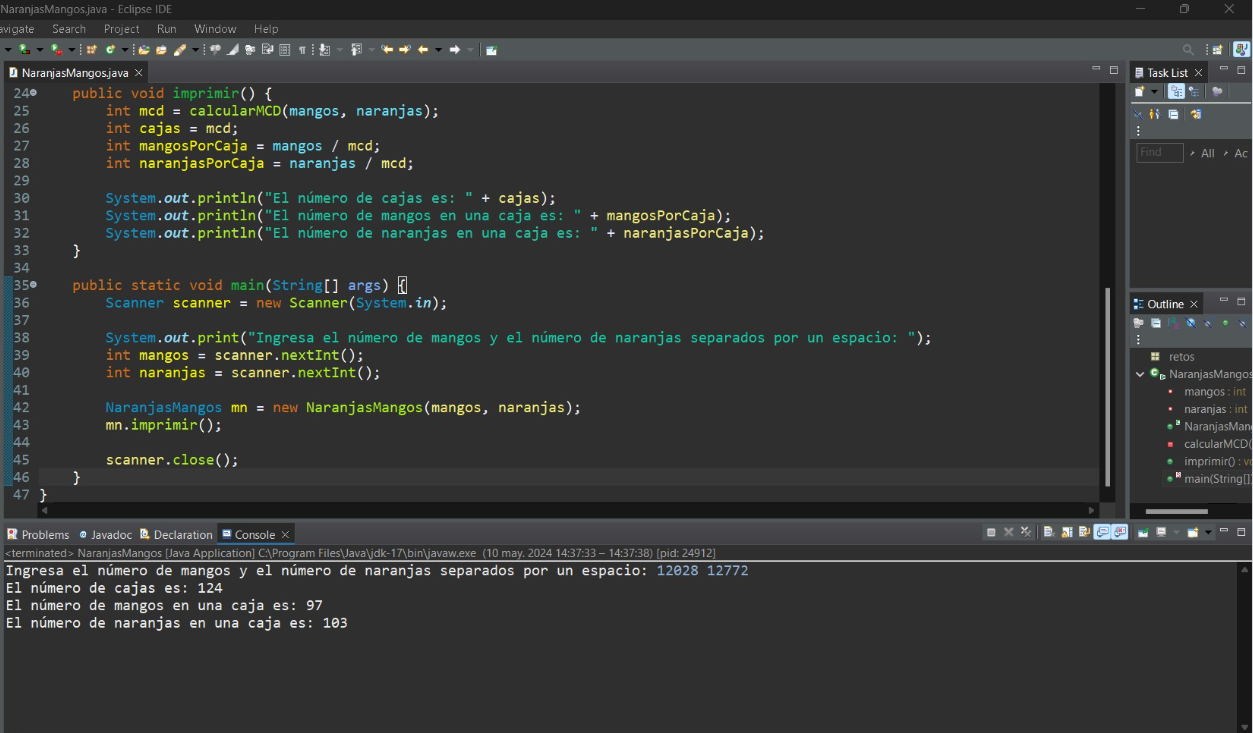 NaranjasMangos.java - Eclipse IDE
avigate Search Project Run Window Help
NaranjasMangos.java
24 public void imprimir() {
25 int mcd = calcularMCD(mangos, naranjas);
26 int cajas = mcd;
27 int mangosPorCaja = mangos / mcd;
28 int naranjasPorCaja = naranjas / mcd;
29
30 System.out.println("El número de cajas es: " + cajas);
31 System.out.println("El número de mangos en una caja es: " + mangosPorCaja);
32 System.out.println("El número de naranjas en una caja es: " + naranjasPorCaja);
33 }
34
35 public static void main(String[] args) {
36 Scanner scanner = new Scanner(System.in);
37
38 System.out.print("Ingresa el número de mangos y el número de naranjas separados por un espacio: ");
39 int mangos = scanner.nextInt();
40 int naranjas = scanner.nextInt();
41
42 NaranjasMangos mn = new NaranjasMangos(mangos, naranjas);
43 mn.imprimir();
44
45 scanner.close();
46 }
47 }
Task List
Find All Ac
Outline
retos
NaranjasMangos
mangos : int
naranjas : int
NaranjasMan
calcularMCD(
imprimir() : vo
main(String[]
Problems Javadoc Declaration Console
<terminated> NaranjasMangos [Java Application] C:\Program Files\Java\jdk-17\bin\javaw.exe (10 may. 2024 14:37:33 – 14:37:38) [pid: 24912]
Ingresa el número de mangos y el número de naranjas separados por un espacio: 12028 12772
El número de cajas es: 124
El número de mangos en una caja es: 97
El número de naranjas en una caja es: 103